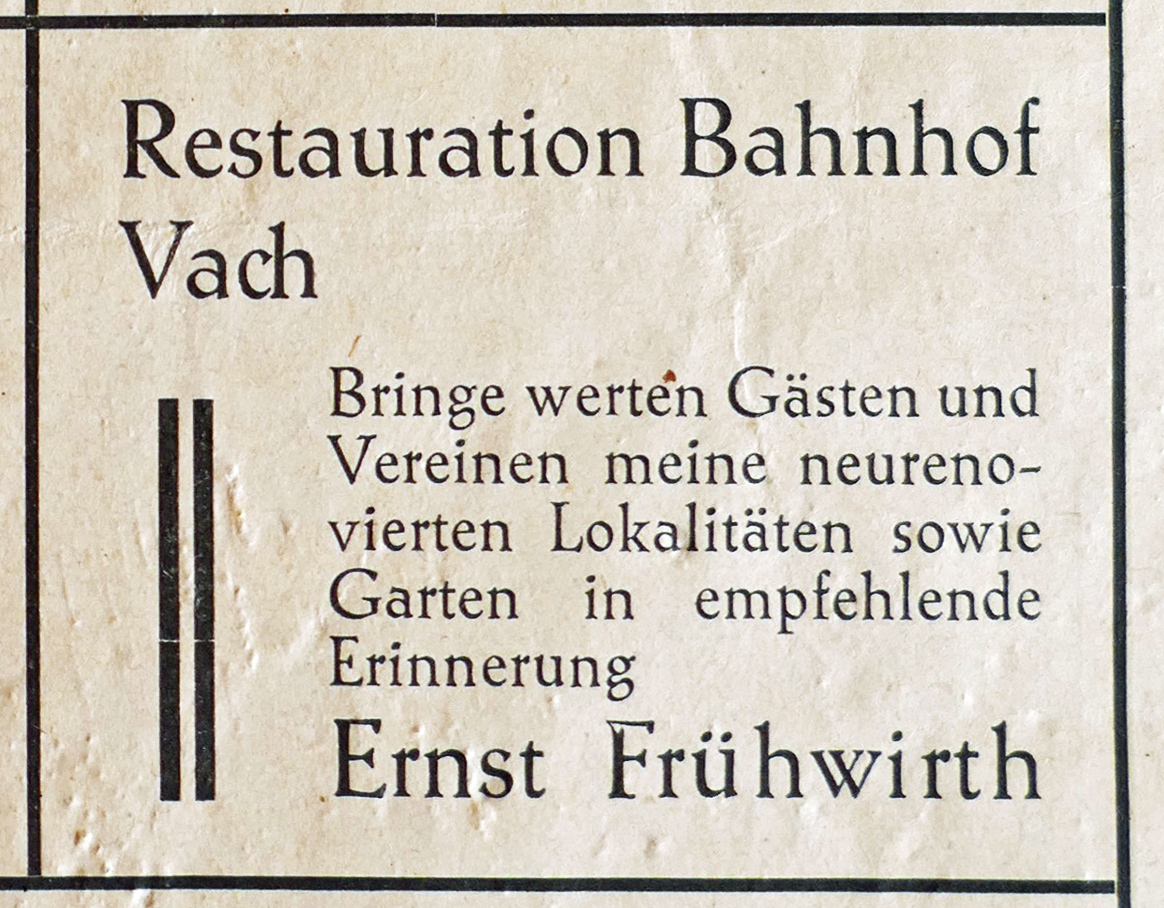 Restauration Bahnhof
Vach
Bringe werten Gästen und
Vereinen meine neureno-
vierten Lokalitäten sowie
Garten in empfehlende
Erinnerung
Ernst Frühwirth